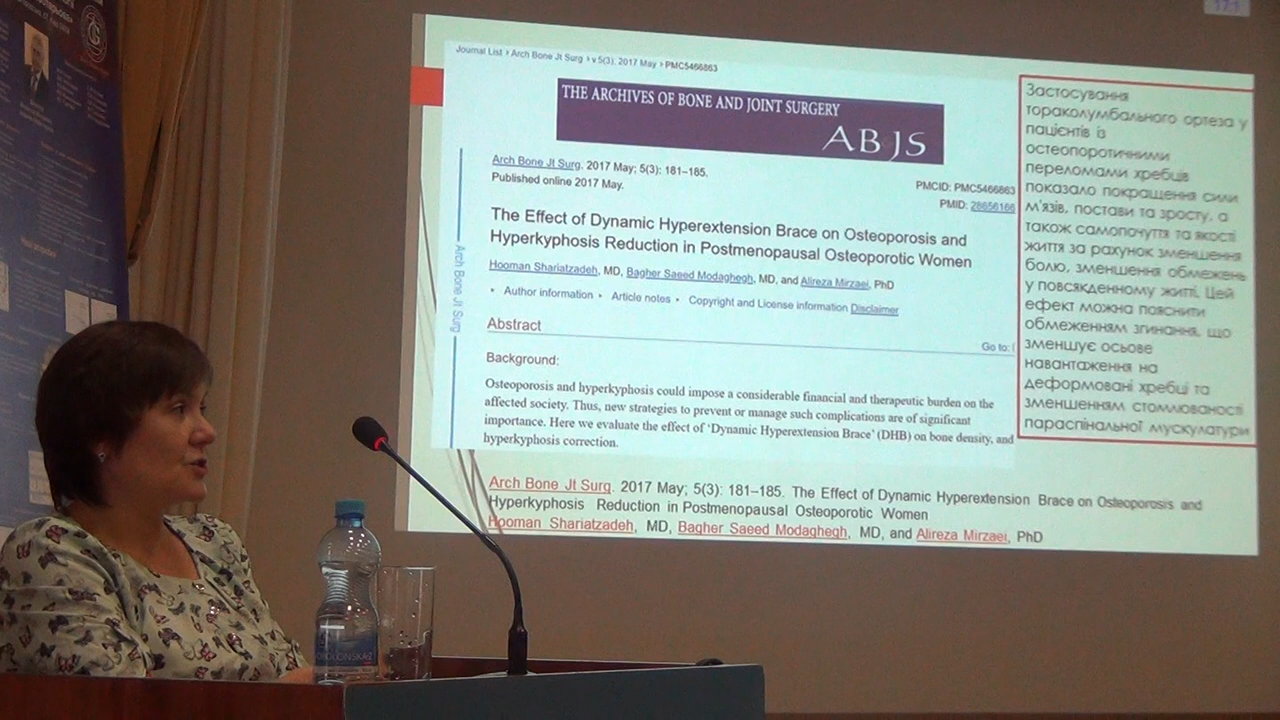 Journal List > Arch Bone Jt Surg > v.5(3), 2017 May > PMC5466863
THE ARCHIVES OF BONE AND JOINT SURGERY
ABJS
Arch Bone Jt Surg. 2017 May; 5(3): 181–185.
Published online 2017 May.
PMCID: PMC5466863
PMID: 28656166
The Effect of Dynamic Hyperextension Brace on Osteoporosis and
Hyperkyphosis Reduction in Postmenopausal Osteoporotic Women
Hooman Shariatzadeh, MD, Bagher Saeed Modaghegh, MD, and Alireza Mirzaei, PhD
• Author information • Article notes • Copyright and License information Disclaimer
Arch Bone Jt Surg
Abstract
Go to:
Background:
Osteoporosis and hyperkyphosis could impose a considerable financial and therapeutic burden on the
affected society. Thus, new strategies to prevent or manage such complications are of significant
importance. Here we evaluate the effect of ‘Dynamic Hyperextension Brace’ (DHB) on bone density, and
hyperkyphosis correction.
Застосування
тораколумбального ортеза у
пацієнтів із
остеопоротичними
переломами хребців
показало покращення сили
м'язів, постави та зросту, а
також самопочуття та якості
життя за рахунок зменшення
болю, зменшення обмежень
у повсякденному житті. Цей
ефект можна пояснити
обмеженням згинання, що
зменшує осьове
навантаження на
деформовані хребці та
зменшенням стомлюваності
параспінальної мускулатури
Arch Bone Jt Surg. 2017 May; 5(3): 181–185. The Effect of Dynamic Hyperextension Brace on Osteoporosis and
Hyperkyphosis Reduction in Postmenopausal Osteoporotic Women
Hooman Shariatzadeh, MD, Bagher Saeed Modaghegh, MD, and Alireza Mirzaei, PhD